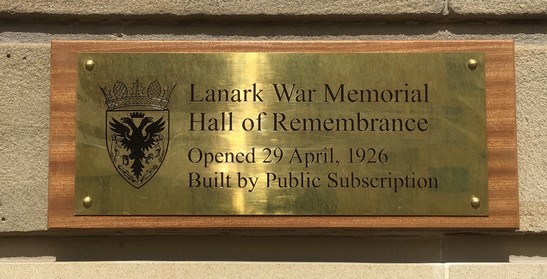 Lanark War Memorial
Hall of Remembrance
Opened 29 April, 1926
Built by Public Subscription